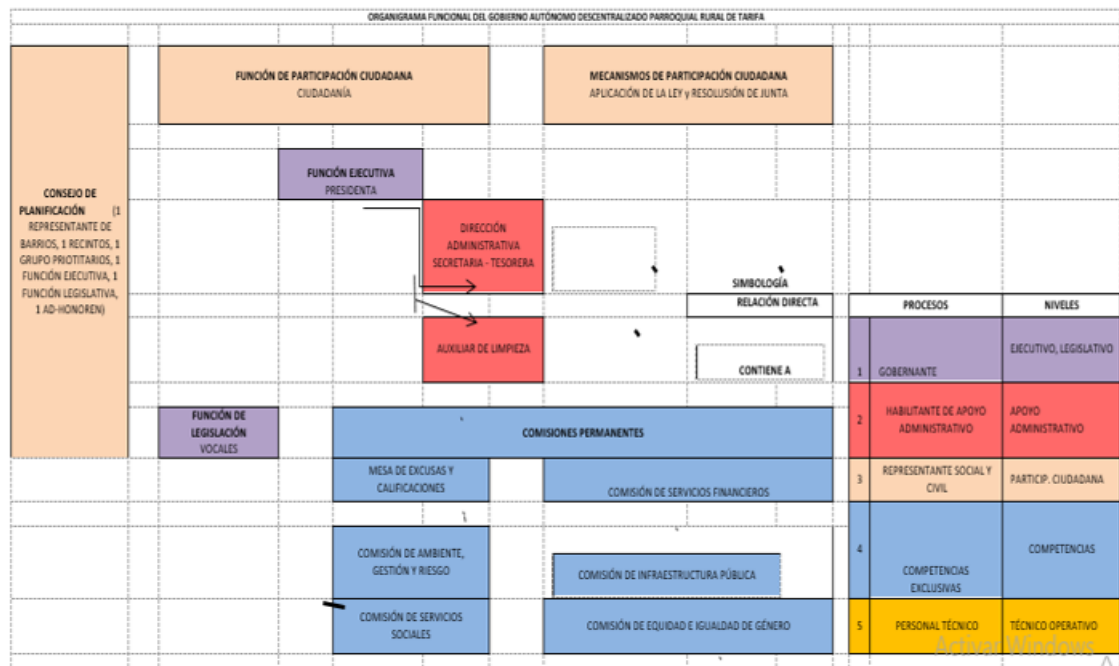 ORGANIGRAMA FUNCIONAL DEL GOBIERNO AUTÓNOMO DESCENTRALIZADO PARROQUIAL RURAL DE TARIFA
FUNCIÓN DE PARTICIPACIÓN CIUDADANA
CIUDADANÍA
MECANISMOS DE PARTICIPACIÓN CIUDADANA
APLICACIÓN DE LA LEY y RESOLUCIÓN DE JUNTA
CONSEJO DE
PLANIFICACIÓN (1
REPRESENTANTE DE
BARRIOS, 1 RECINTOS, 1
GRUPO PRIOTITARIOS, 1
FUNCIÓN EJECUTIVA, 1
FUNCIÓN LEGISLATIVA,
1 AD-HONOREN)
FUNCIÓN EJECUTIVA
PRESIDENTA
DIRECCIÓN
ADMINISTRATIVA
SECRETARIA - TESORERA
AUXILIAR DE LIMPIEZA
SIMBOLOGÍA
RELACIÓN DIRECTA
CONTIENE A
FUNCIÓN DE
LEGISLACIÓN
VOCALES
COMISIONES PERMANENTES
MESA DE EXCUSAS Y
CALIFICACIONES
COMISIÓN DE SERVICIOS FINANCIEROS
COMISIÓN DE AMBIENTE,
GESTIÓN Y RIESGO
COMISIÓN DE INFRAESTRUCTURA PÚBLICA
COMISIÓN DE SERVICIOS
SOCIALES
COMISIÓN DE EQUIDAD E IGUALDAD DE GÉNERO
PROCESOS
NIVELES
1 GOBERNANTE
EJECUTIVO, LEGISLATIVO
2 HABILITANTE DE APOYO
ADMINISTRATIVO
APOYO
ADMINISTRATIVO
3 REPRESENTANTE SOCIAL Y
CIVIL
PARTICIP. CIUDADANA
4 COMPETENCIAS
EXCLUSIVAS
COMPETENCIAS
5 PERSONAL TÉCNICO
TÉCNICO OPERATIVO
Activar Windows